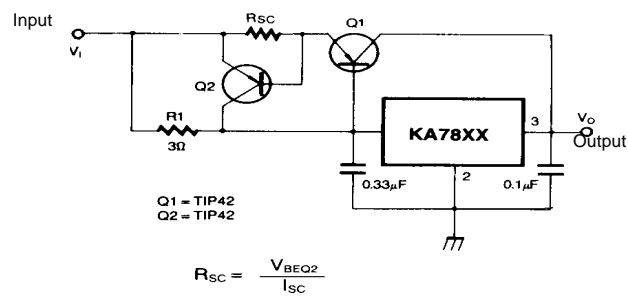 Input
VI
RSC
Q1
Q2
R1
3Ω
KA78XX
3
VO
Output
2
0.33μF
0.1μF
Q1 = TIP42
Q2 = TIP42
RSC = VBEQ2 / ISC